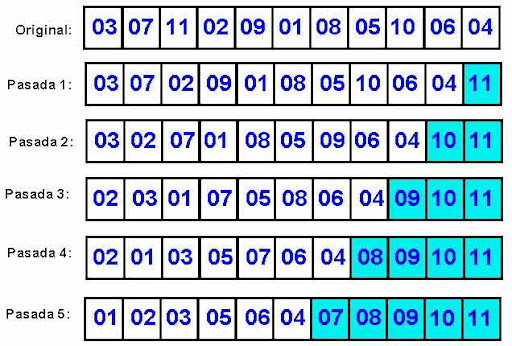 Original: 03 07 11 02 09 01 08 05 10 06 04
Pasada 1: 03 07 02 09 01 08 05 10 06 04 11
Pasada 2: 03 02 07 01 08 05 09 06 04 10 11
Pasada 3: 02 03 01 07 05 08 06 04 09 10 11
Pasada 4: 02 01 03 05 07 06 04 08 09 10 11
Pasada 5: 01 02 03 05 06 04 07 08 09 10 11